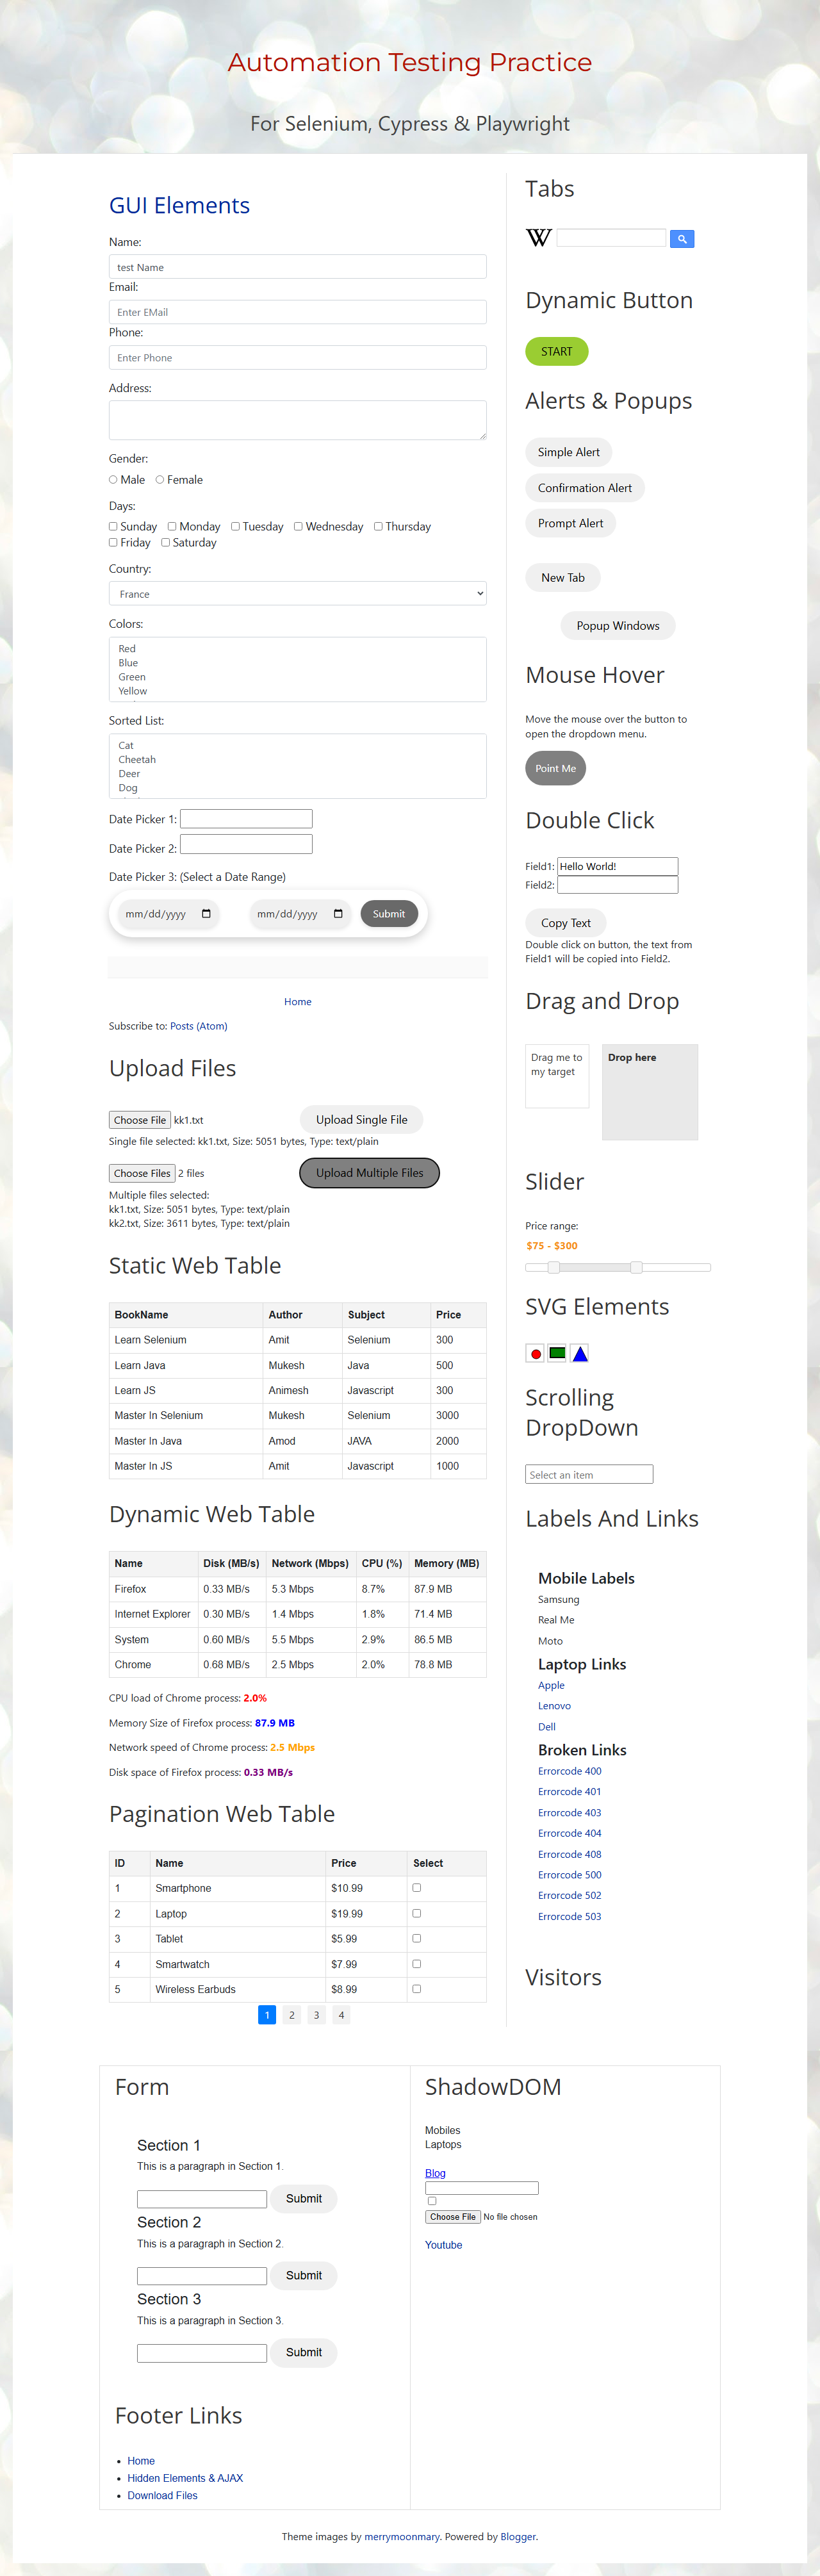 Automation Testing Practice
For Selenium, Cypress & Playwright
GUI Elements
Name:
test Name
Email:
Enter EMail
Phone:
Enter Phone
Address:
Gender:
Male Female
Days:
Sunday Monday Tuesday Wednesday Thursday
Friday Saturday
Country:
France
Colors:
Red
Blue
Green
Yellow
Sorted List:
Cat
Cheetah
Deer
Dog
Date Picker 1:
Date Picker 2:
Date Picker 3: (Select a Date Range)
mm/dd/yyyy mm/dd/yyyy Submit
Home
Subscribe to: Posts (Atom)
Upload Files
Choose File kk1.txt Upload Single File
Single file selected: kk1.txt, Size: 5051 bytes, Type: text/plain
Choose Files 2 files Upload Multiple Files
Multiple files selected:
kk1.txt, Size: 5051 bytes, Type: text/plain
kk2.txt, Size: 3611 bytes, Type: text/plain
Static Web Table
BookName Author Subject Price
Learn Selenium Amit Selenium 300
Learn Java Mukesh Java 500
Learn JS Animesh Javascript 300
Master In Selenium Mukesh Selenium 3000
Master In Java Amod JAVA 2000
Master In JS Amit Javascript 1000
Dynamic Web Table
Name Disk (MB/s) Network (Mbps) CPU (%) Memory (MB)
Firefox 0.33 MB/s 5.3 Mbps 8.7% 87.9 MB
Internet Explorer 0.30 MB/s 1.4 Mbps 1.8% 71.4 MB
System 0.60 MB/s 5.5 Mbps 2.9% 86.5 MB
Chrome 0.68 MB/s 2.5 Mbps 2.0% 78.8 MB
CPU load of Chrome process: 2.0%
Memory Size of Firefox process: 87.9 MB
Network speed of Chrome process: 2.5 Mbps
Disk space of Firefox process: 0.33 MB/s
Pagination Web Table
ID Name Price Select
1 Smartphone $10.99
2 Laptop $19.99
3 Tablet $5.99
4 Smartwatch $7.99
5 Wireless Earbuds $8.99
1 2 3 4
Tabs
W
Dynamic Button
START
Alerts & Popups
Simple Alert
Confirmation Alert
Prompt Alert
New Tab
Popup Windows
Mouse Hover
Move the mouse over the button to
open the dropdown menu.
Point Me
Double Click
Field1: Hello World!
Field2:
Copy Text
Double click on button, the text from
Field1 will be copied into Field2.
Drag and Drop
Drag me to
my target
Drop here
Slider
Price range:
$75 - $300
SVG Elements
Scrolling
DropDown
Select an item
Labels And Links
Mobile Labels
Samsung
Real Me
Moto
Laptop Links
Apple
Lenovo
Dell
Broken Links
Errorcode 400
Errorcode 401
Errorcode 403
Errorcode 404
Errorcode 408
Errorcode 500
Errorcode 502
Errorcode 503
Visitors
Form
Section 1
This is a paragraph in Section 1.
Submit
Section 2
This is a paragraph in Section 2.
Submit
Section 3
This is a paragraph in Section 3.
Submit
Footer Links
Home
Hidden Elements & AJAX
Download Files
ShadowDOM
Mobiles
Laptops
Blog
Choose File No file chosen
Youtube
Theme images by merrymoonmary. Powered by Blogger.